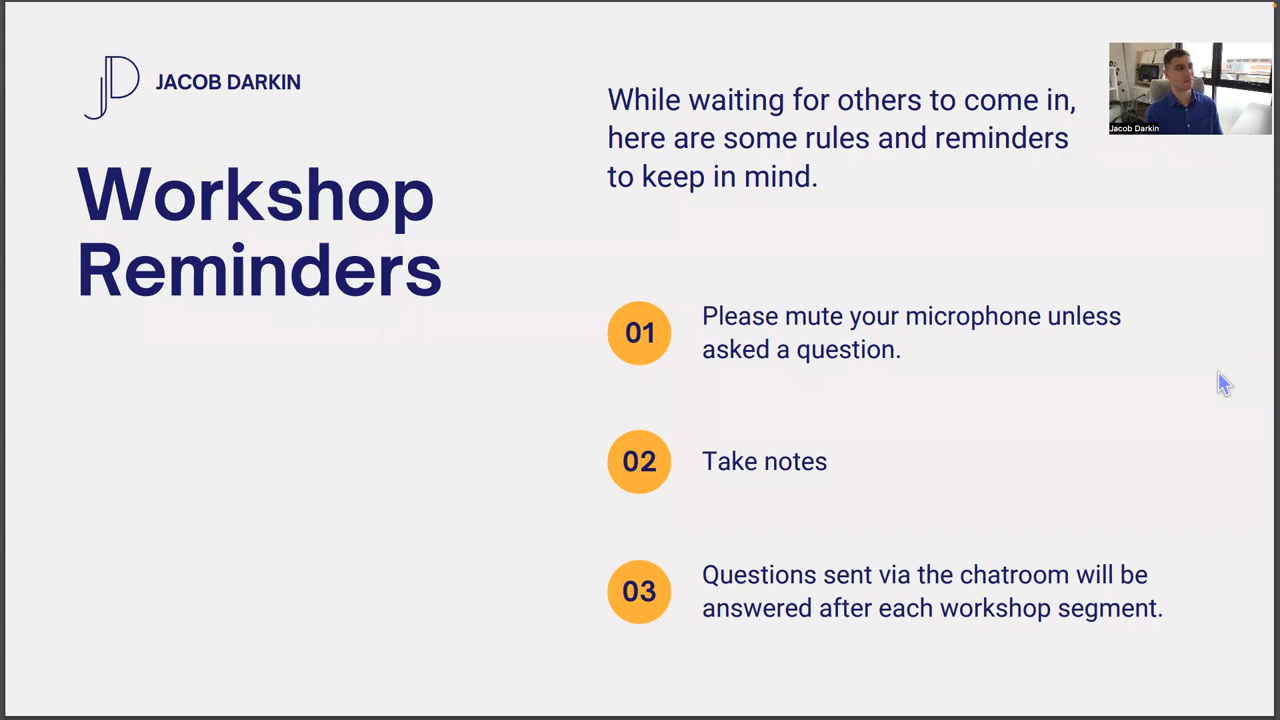 JD
JACOB DARKIN
Workshop
Reminders
While waiting for others to come in,
here are some rules and reminders
to keep in mind.
Jacob Darkin
01
Please mute your microphone unless
asked a question.
02
Take notes
03
Questions sent via the chatroom will be
answered after each workshop segment.